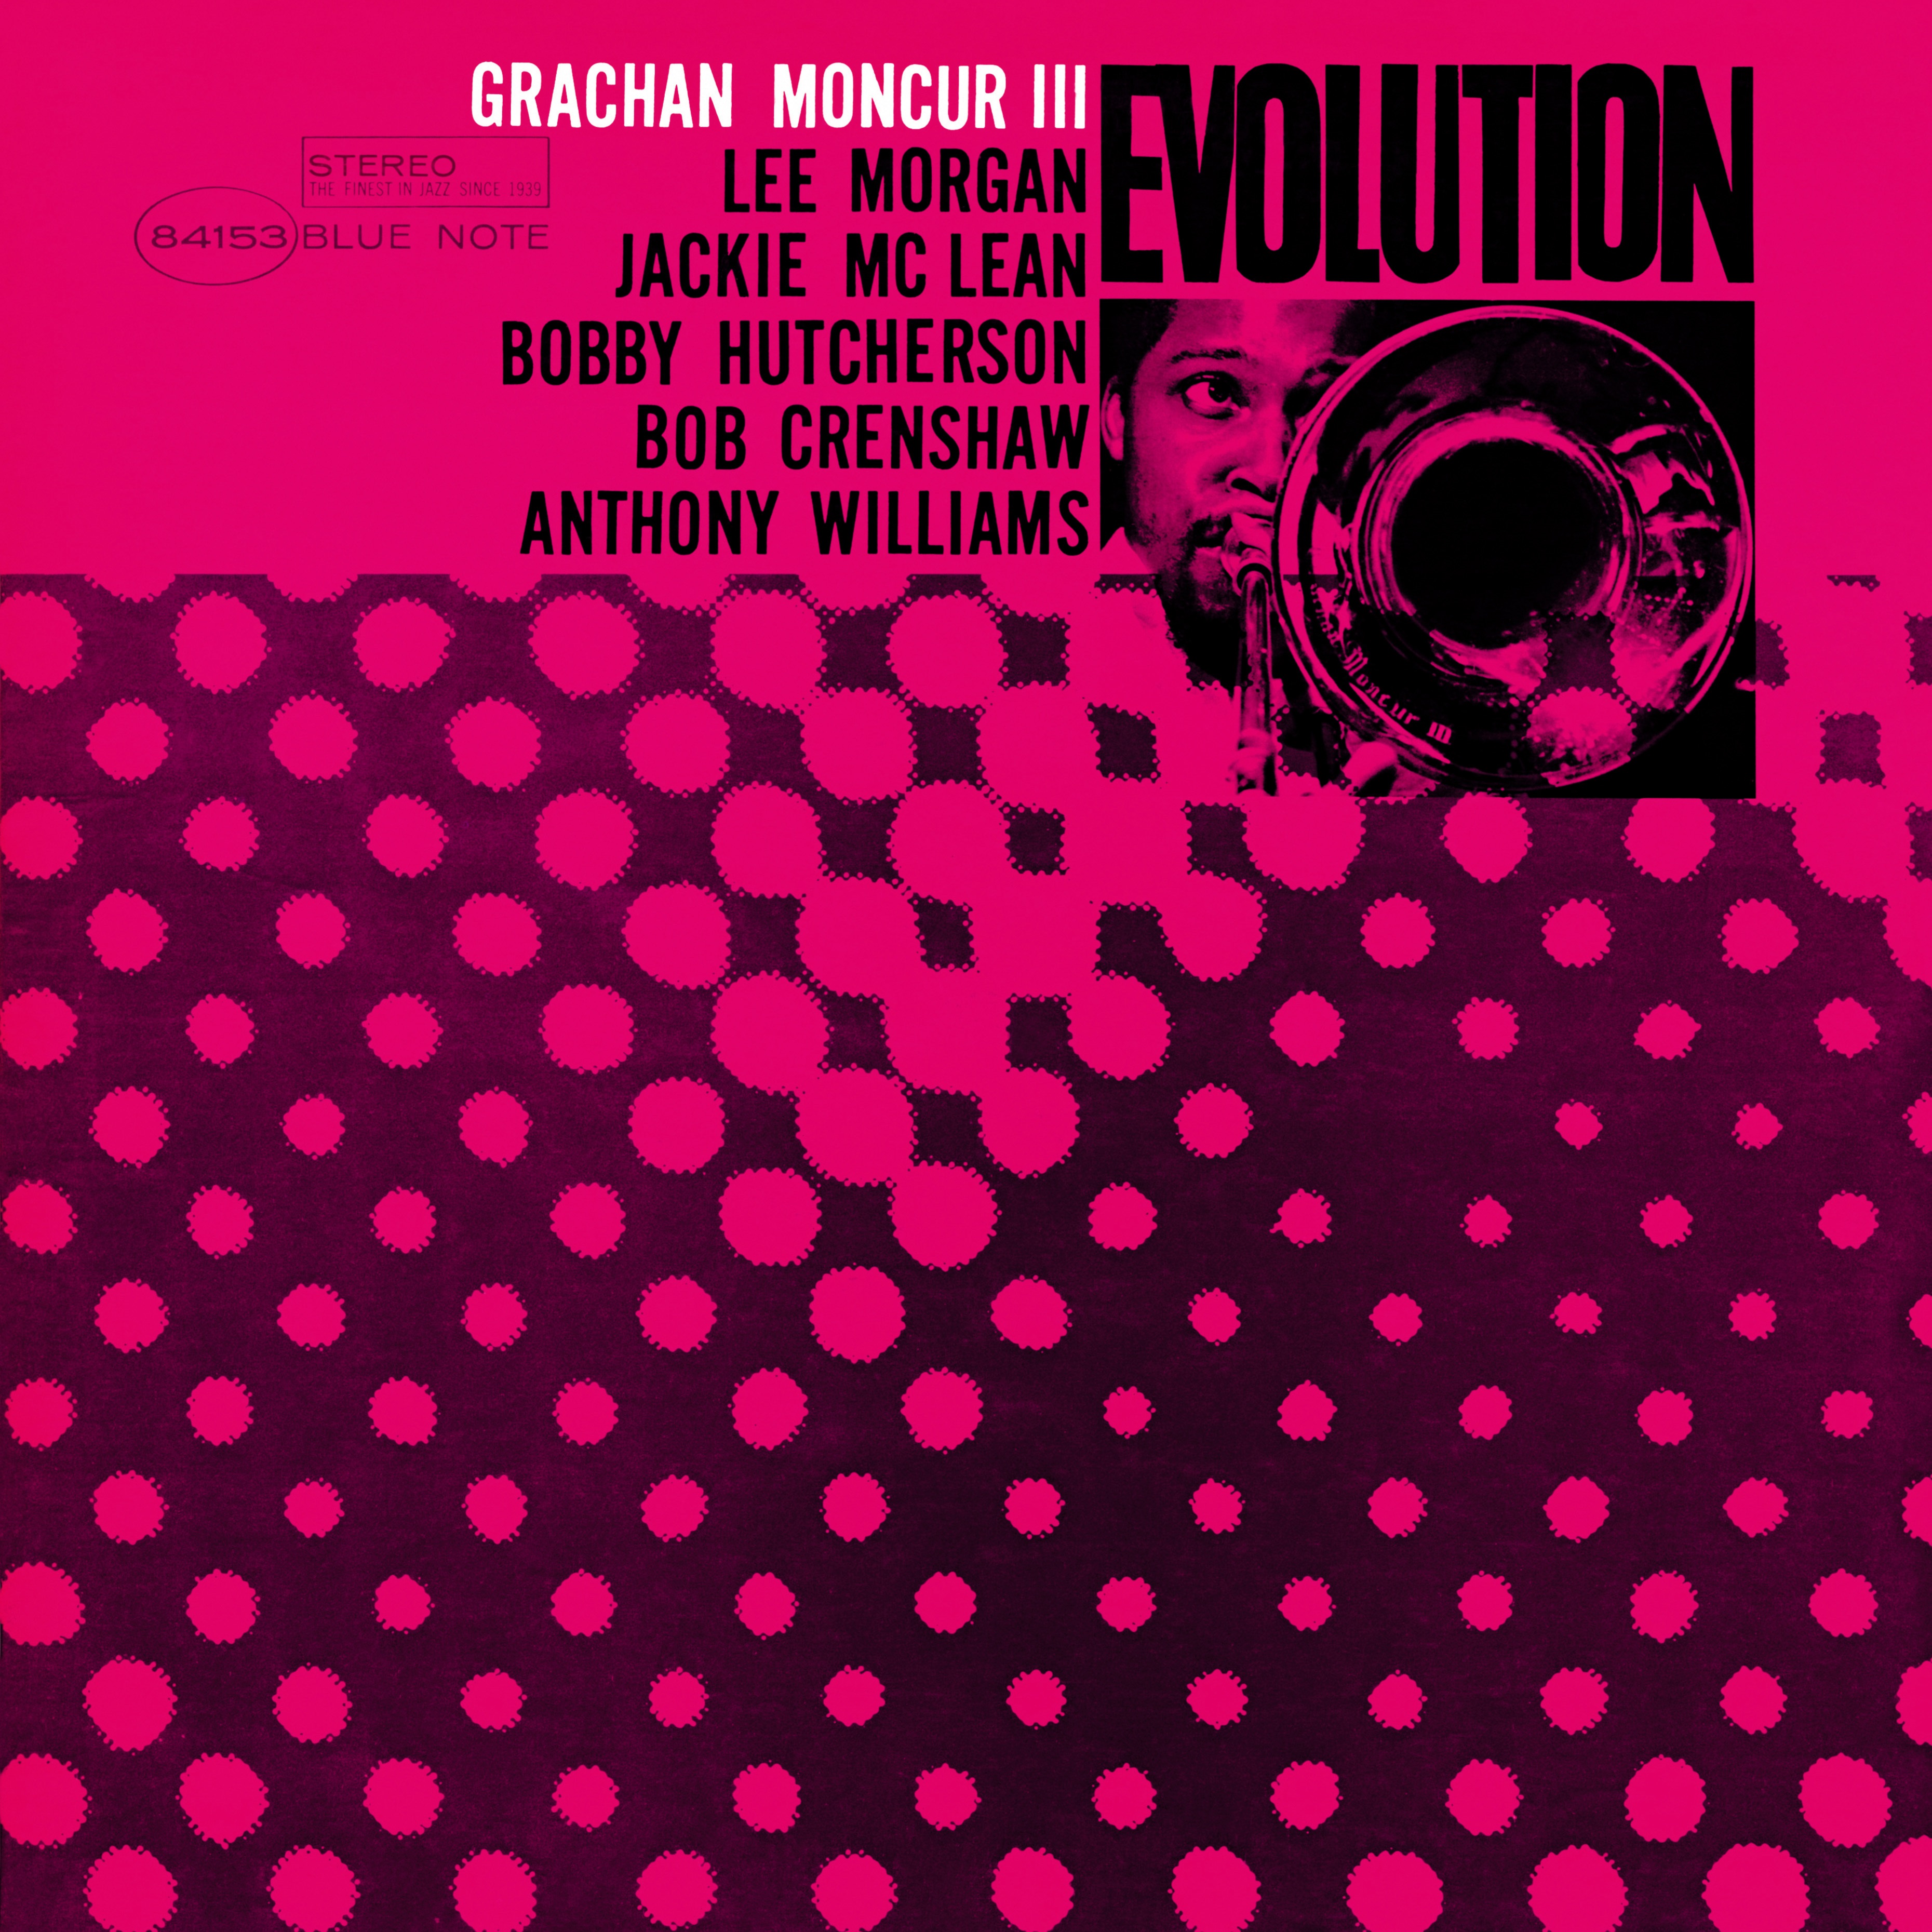 GRACHAN MONCUR III
EVOLUTION
LEE MORGAN
JACKIE MC LEAN
BOBBY HUTCHERSON
BOB CRENSHAW
ANTHONY WILLIAMS
STEREO
THE FINEST IN JAZZ SINCE 1939
84153 BLUE NOTE
Moncur III